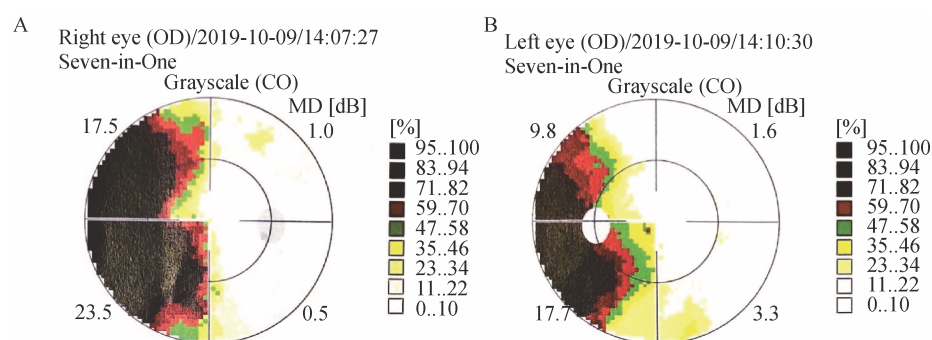 A
Right eye (OD)/2019-10-09/14:07:27
Seven-in-One
Grayscale (CO)
MD [dB]
17.5
1.0
23.5
0.5
[%]
95..100
83..94
71..82
59..70
47..58
35..46
23..34
11..22
0..10
B
Left eye (OD)/2019-10-09/14:10:30
Seven-in-One
Grayscale (CO)
MD [dB]
9.8
1.6
17.7
3.3
[%]
95..100
83..94
71..82
59..70
47..58
35..46
23..34
11..22
0..10